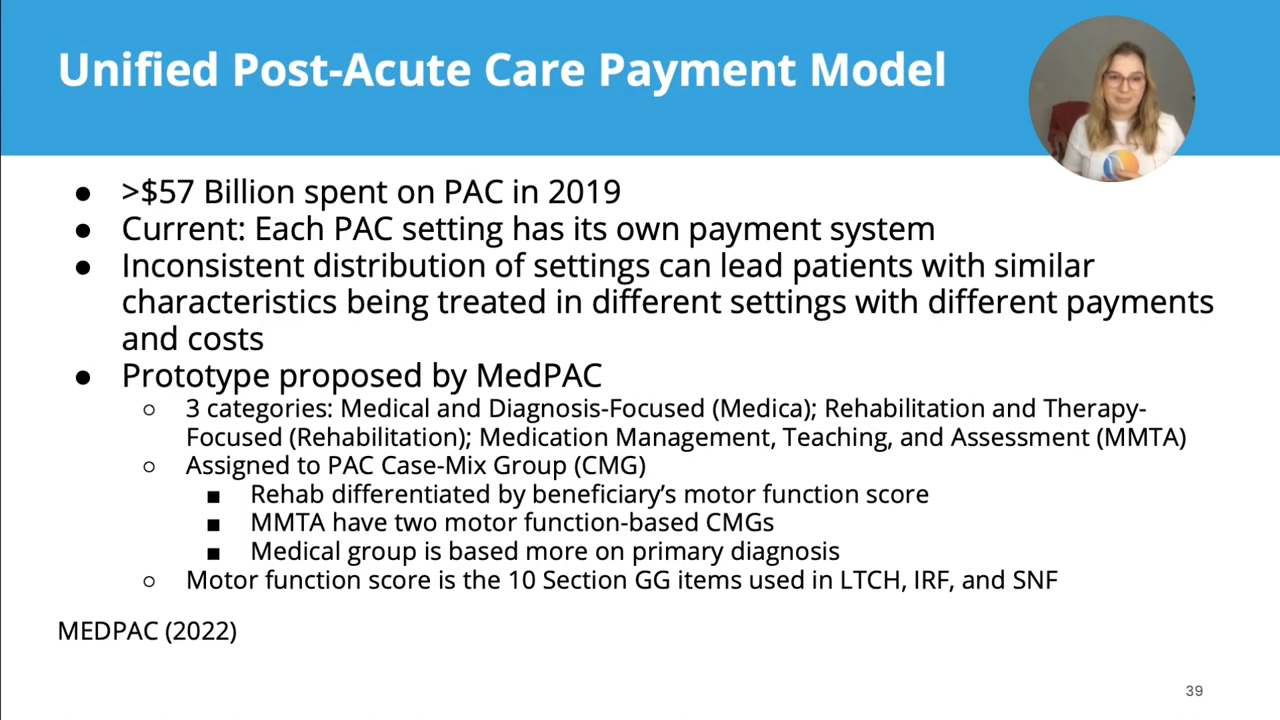 Unified Post-Acute Care Payment Model
● >$57 Billion spent on PAC in 2019
● Current: Each PAC setting has its own payment system
● Inconsistent distribution of settings can lead patients with similar
characteristics being treated in different settings with different payments
and costs
● Prototype proposed by MedPAC
○ 3 categories: Medical and Diagnosis-Focused (Medica); Rehabilitation and Therapy-
Focused (Rehabilitation); Medication Management, Teaching, and Assessment (MMTA)
○ Assigned to PAC Case-Mix Group (CMG)
■ Rehab differentiated by beneficiary’s motor function score
■ MMTA have two motor function-based CMGs
■ Medical group is based more on primary diagnosis
○ Motor function score is the 10 Section GG items used in LTCH, IRF, and SNF
MEDPAC (2022)
39